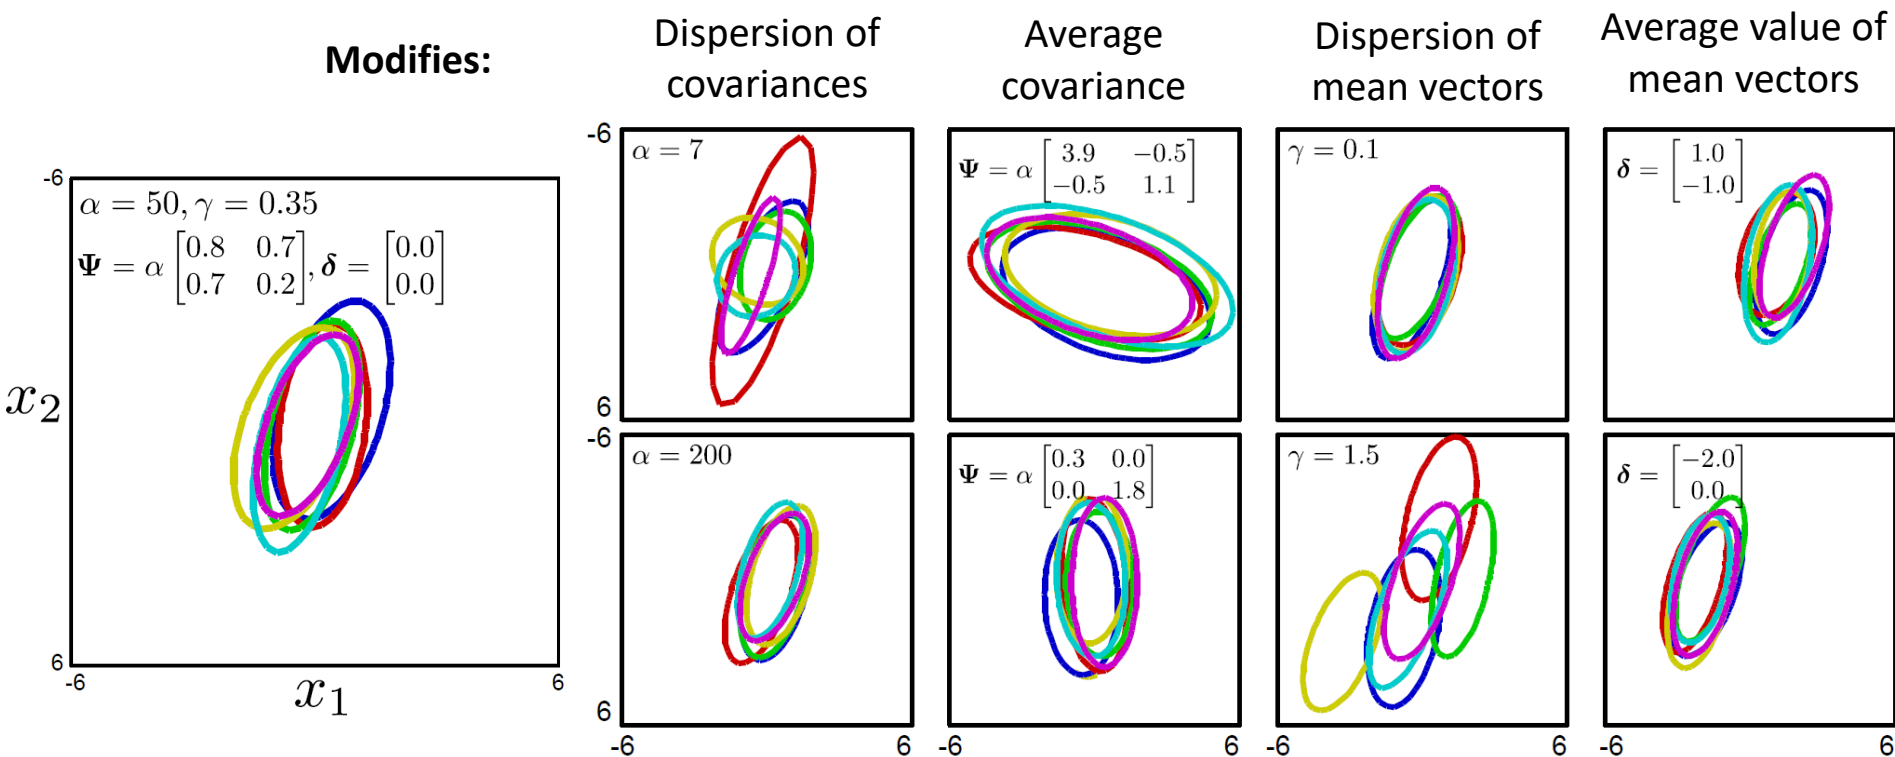 Modifies:
Dispersion of
covariances
Average
covariance
Dispersion of
mean vectors
Average value of
mean vectors
-6
α = 50, γ = 0.35
Ψ = α [0.8 0.7
0.7 0.2], δ = [0.0
0.0]
x₂
6
-6
x₁
6
-6
α = 7
6
Ψ = α [3.9 −0.5
−0.5 1.1]
γ = 0.1
δ = [1.0
−1.0]
-6
α = 200
6
-6
6
Ψ = α [0.3 0.0
0.0 1.8]
-6
6
γ = 1.5
-6
6
δ = [−2.0
0.0]
-6
6